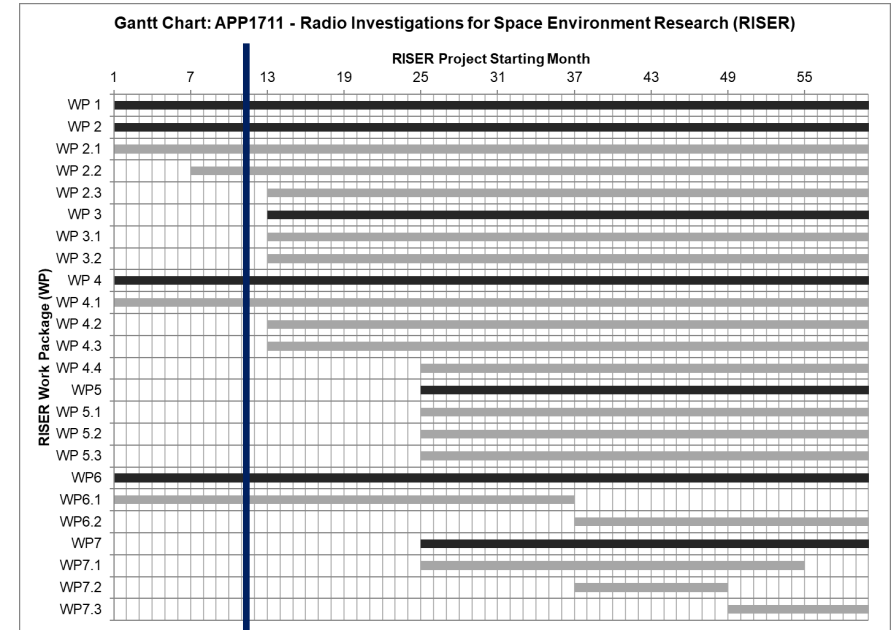 Gantt Chart: APP1711 - Radio Investigations for Space Environment Research (RISER)
RISER Project Starting Month
1 7 13 19 25 31 37 43 49 55
RISER Work Package (WP)
WP 1
WP 2
WP 2.1
WP 2.2
WP 2.3
WP 3
WP 3.1
WP 3.2
WP 4
WP 4.1
WP 4.2
WP 4.3
WP 4.4
WP5
WP 5.1
WP 5.2
WP 5.3
WP6
WP6.1
WP6.2
WP7
WP7.1
WP7.2
WP7.3